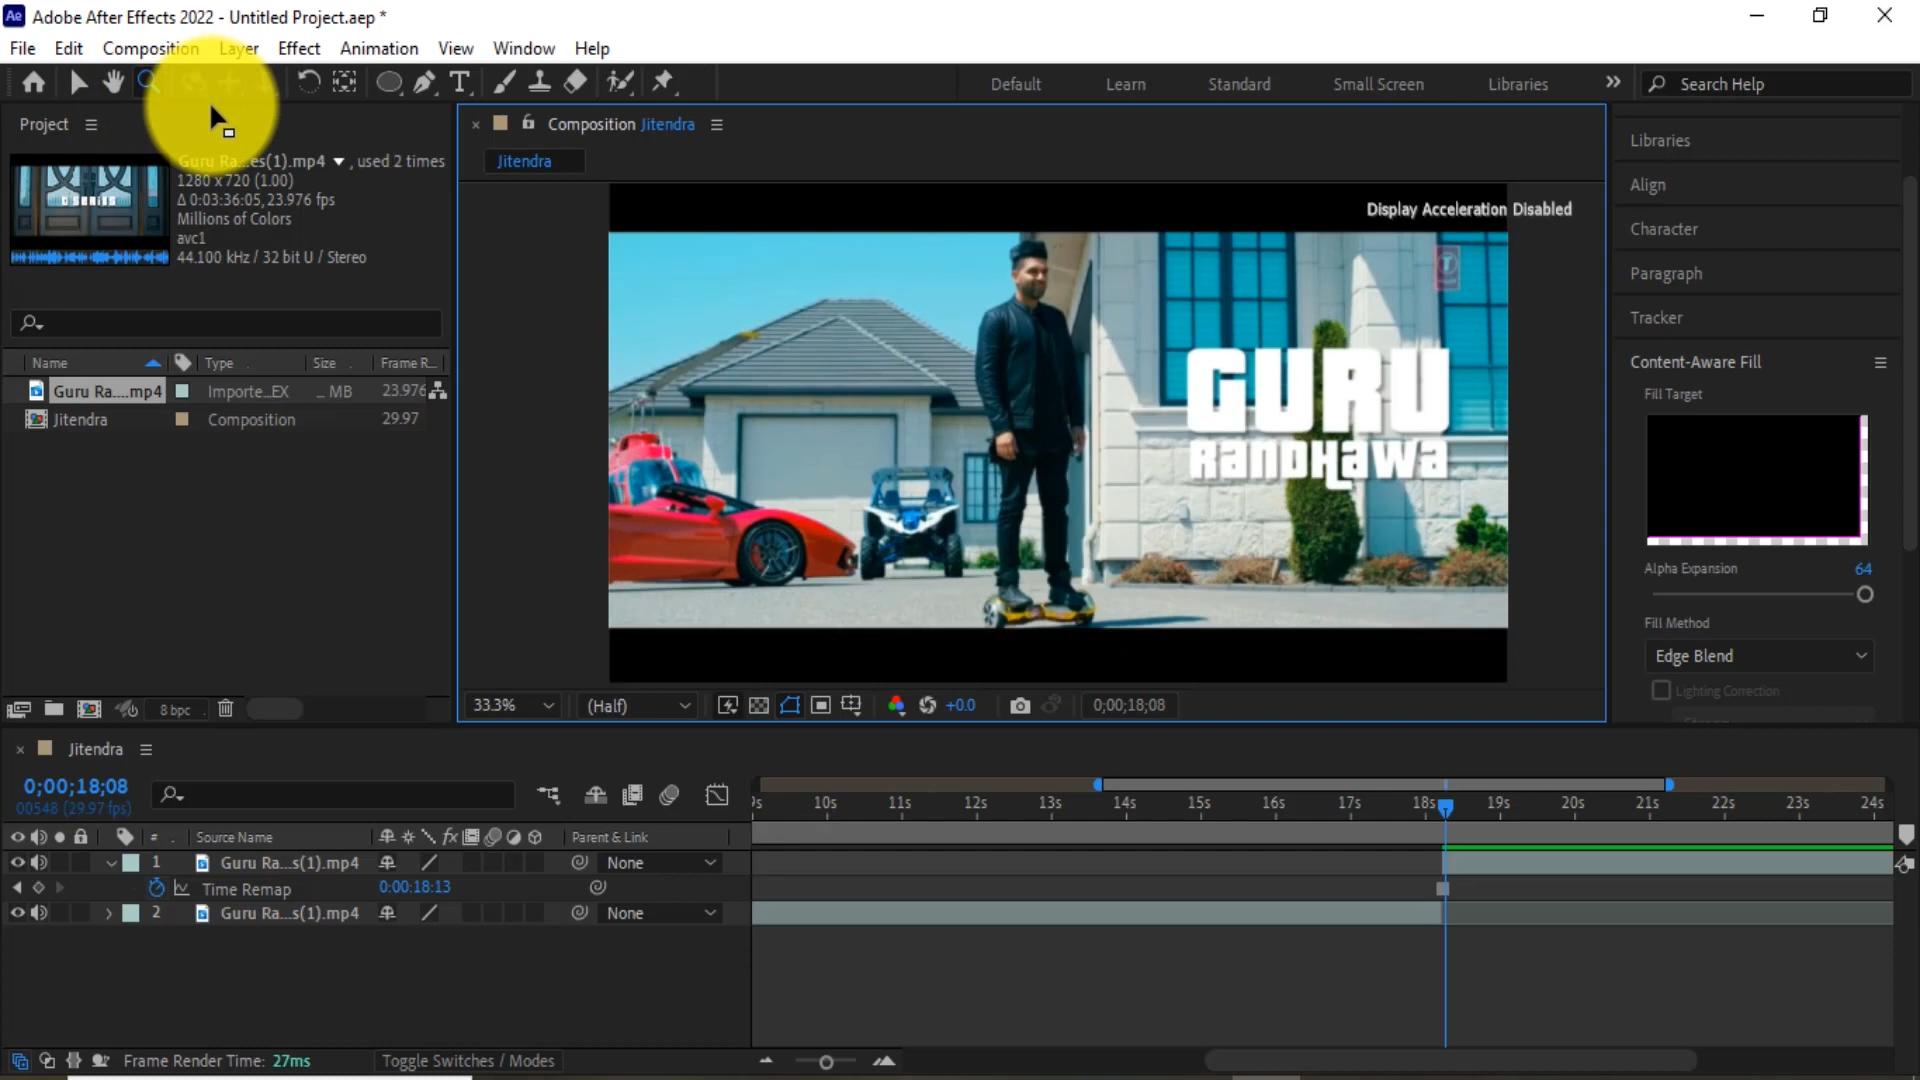 Ae Adobe After Effects 2022 - Untitled Project.aep *
File Edit Composition Layer Effect Animation View Window Help
Default Learn Standard Small Screen Libraries Search Help
Project
Guru Ra...es(1).mp4 , used 2 times
1280 x 720 (1.00)
Δ 0:03:36:05, 23.976 fps
Millions of Colors
avc1
44.100 kHz / 32 bit U / Stereo
Name Type Size Frame R...
Guru Ra....mp4 Importe...EX ... MB 23.976
Jitendra Composition 29.97
8 bpc
Composition Jitendra
Jitendra
Display Acceleration Disabled
T
GURU
RANDHAWA
33.3% (Half) +0.0 0;00;18;08
Libraries
Align
Character
Paragraph
Tracker
Content-Aware Fill
Fill Target
Alpha Expansion 64
Fill Method
Edge Blend
Lighting Correction
Jitendra
0;00;18;08
00548 (29.97 fps)
10s 11s 12s 13s 14s 15s 16s 17s 18s 19s 20s 21s 22s 23s 24s
# Source Name fx Parent & Link
1 Guru Ra...s(1).mp4 None
Time Remap 0:00:18:13
2 Guru Ra...s(1).mp4 None
Frame Render Time: 27ms Toggle Switches / Modes